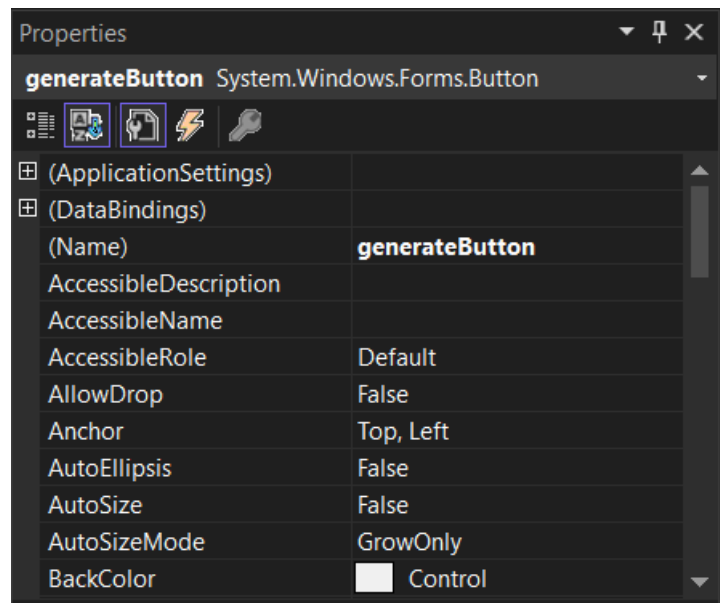 Properties
generateButton System.Windows.Forms.Button
(ApplicationSettings)
(DataBindings)
(Name) generateButton
AccessibleDescription
AccessibleName
AccessibleRole Default
AllowDrop False
Anchor Top, Left
AutoEllipsis False
AutoSize False
AutoSizeMode GrowOnly
BackColor Control